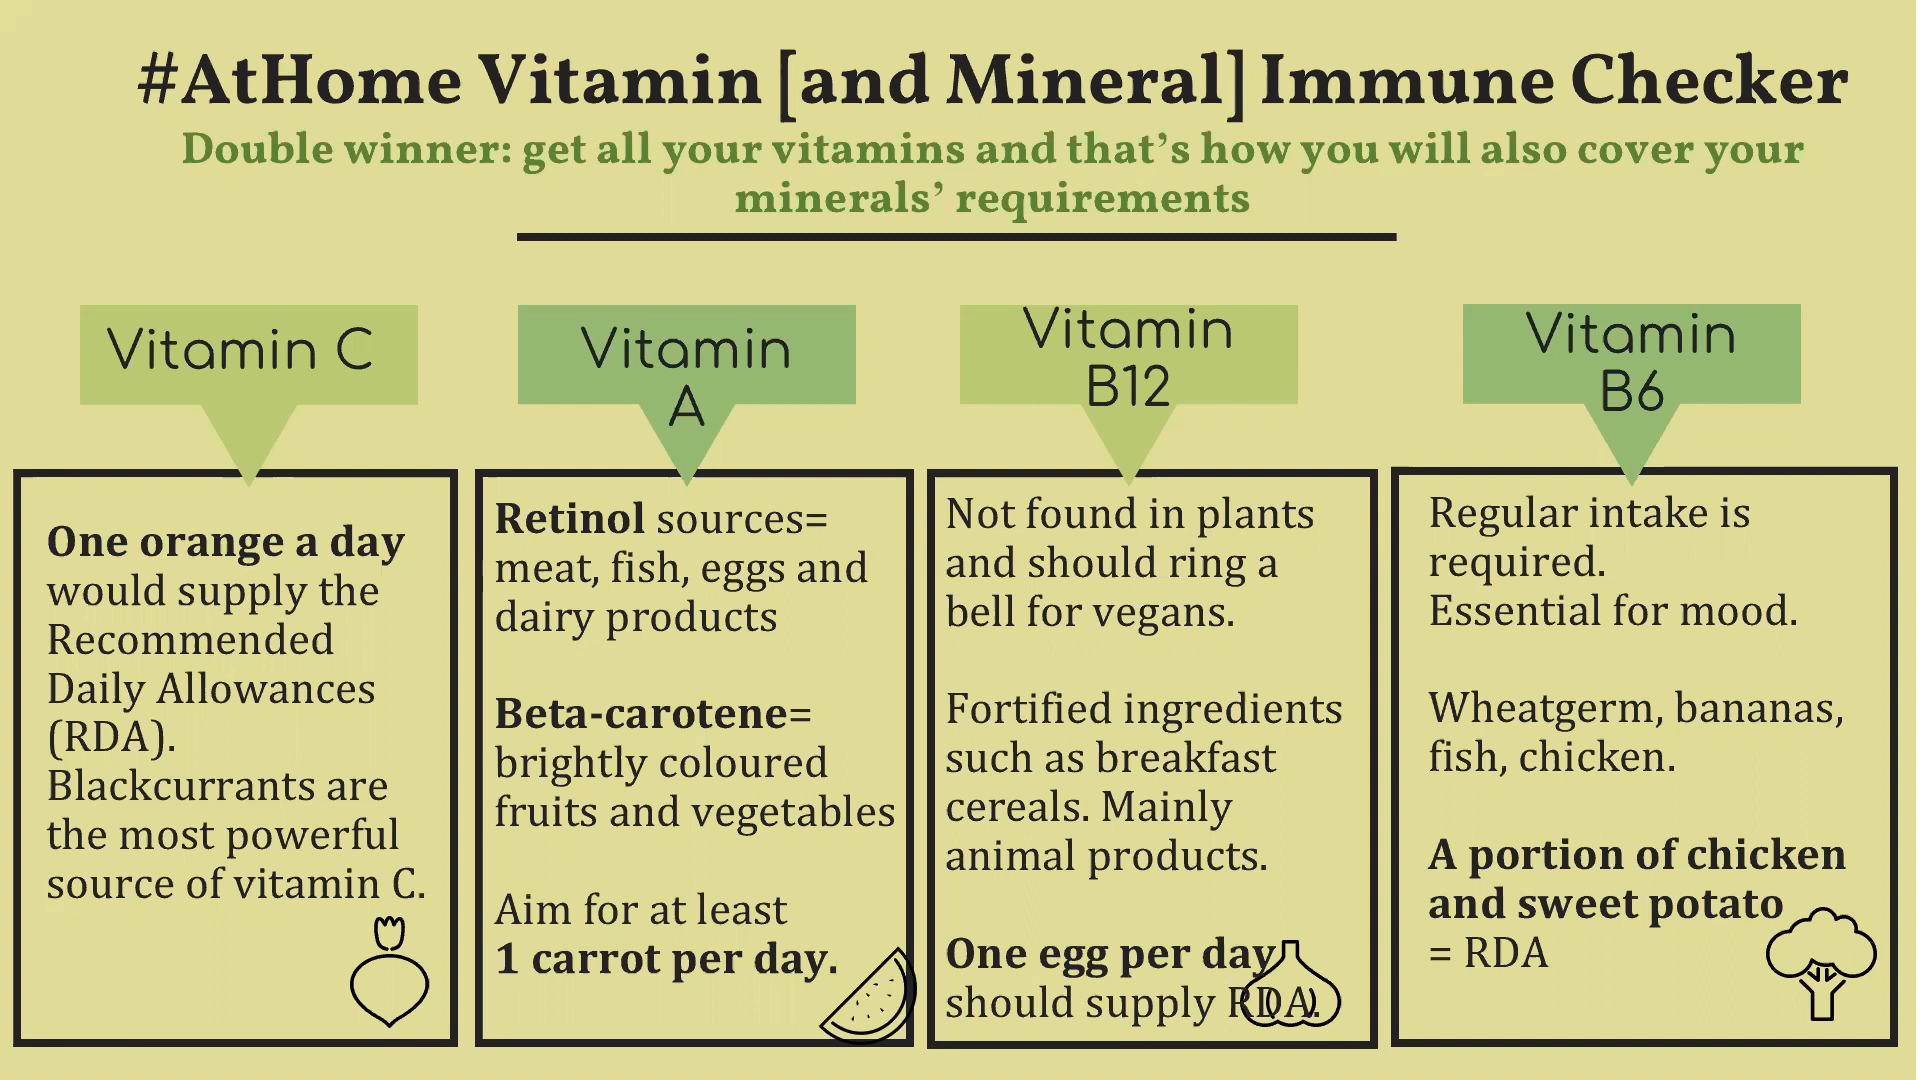 #AtHome Vitamin [and Mineral] Immune Checker
Double winner: get all your vitamins and that’s how you will also cover your
minerals’ requirements
Vitamin C
One orange a day
would supply the
Recommended
Daily Allowances
(RDA).
Blackcurrants are
the most powerful
source of vitamin C.
Vitamin
A
Retinol sources=
meat, fish, eggs and
dairy products
Beta-carotene=
brightly coloured
fruits and vegetables
Aim for at least
1 carrot per day.
Vitamin
B12
Not found in plants
and should ring a
bell for vegans.
Fortified ingredients
such as breakfast
cereals. Mainly
animal products.
One egg per day
should supply RDA.
Vitamin
B6
Regular intake is
required.
Essential for mood.
Wheatgerm, bananas,
fish, chicken.
A portion of chicken
and sweet potato
= RDA